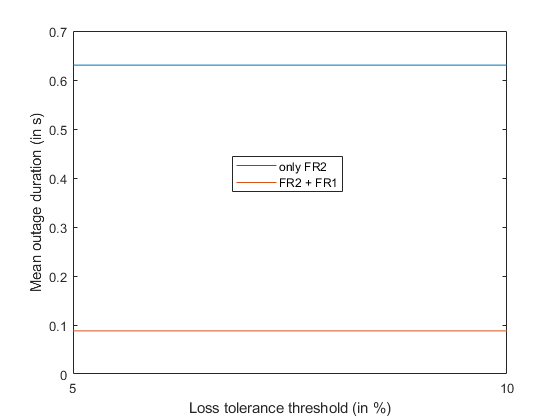 0.7
0.6
0.5
0.4
0.3
0.2
0.1
0
Mean outage duration (in s)
only FR2
FR2 + FR1
5
10
Loss tolerance threshold (in %)